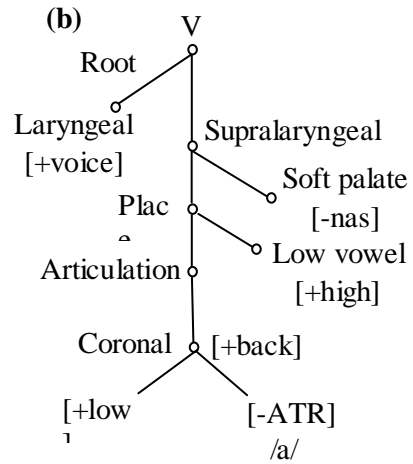 (b)
V
Root
Laryngeal
[+voice]
Supralaryngeal
Soft palate
[-nas]
Plac
Low vowel
[+high]
Articulation
Coronal
[+back]
[+low
[-ATR]
/a/